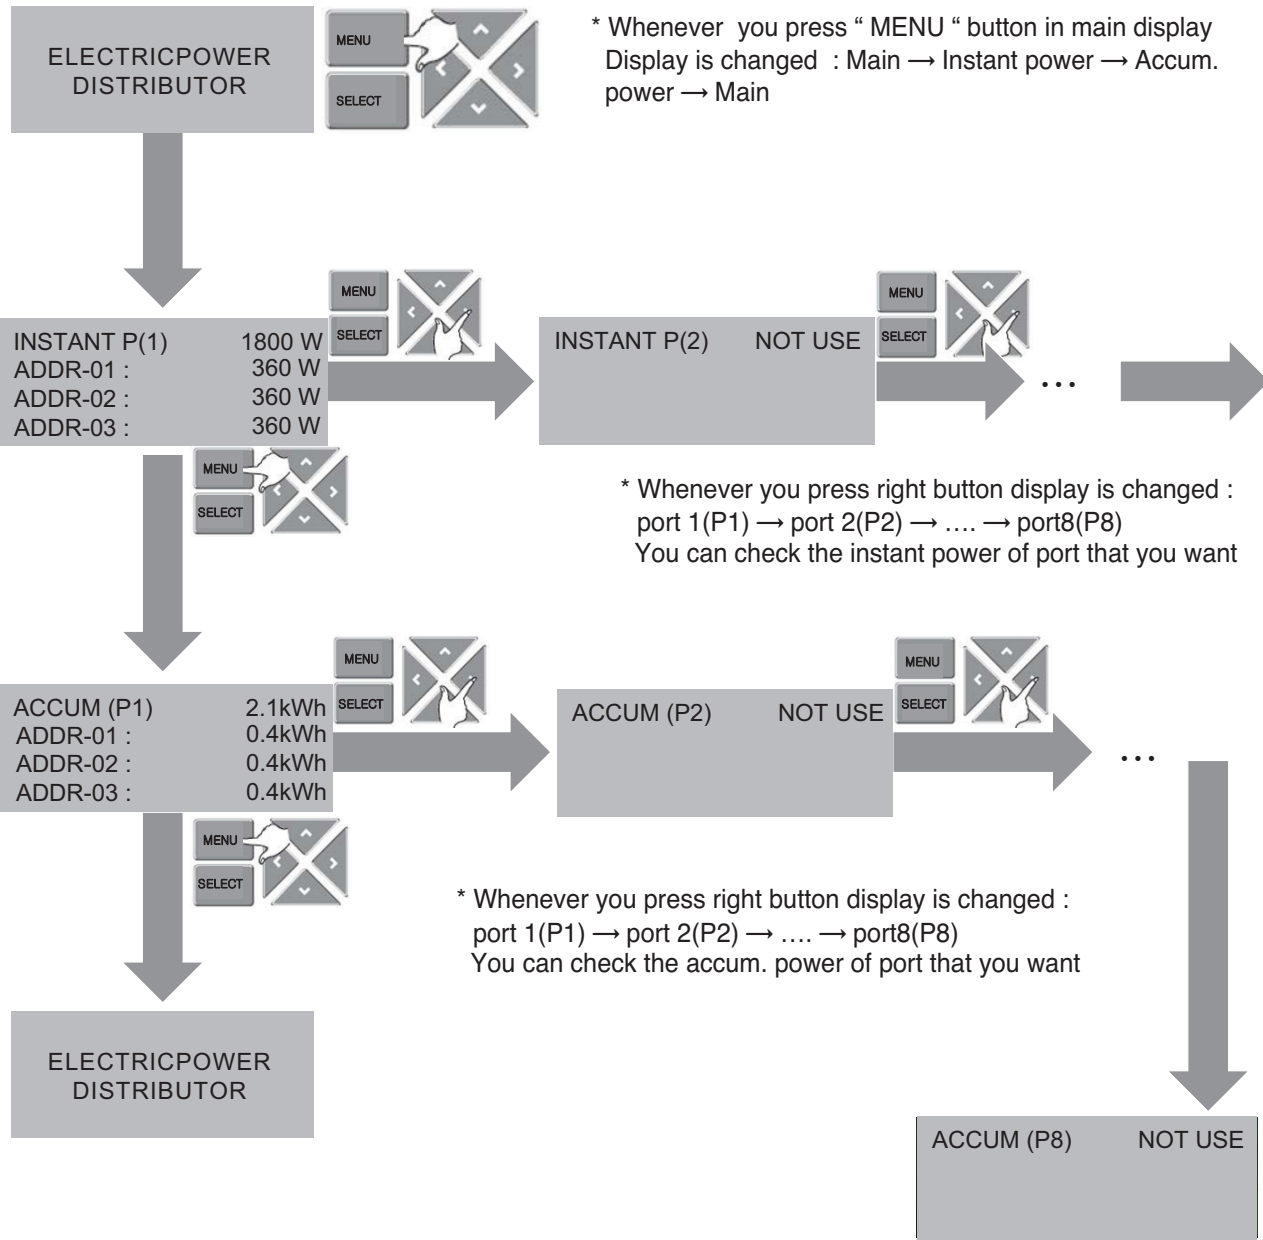 ELECTRICPOWER
DISTRIBUTOR
MENU
SELECT
* Whenever  you press “ MENU “ button in main display
Display is changed  : Main → Instant power → Accum.
power → Main
INSTANT P(1) 1800 W
ADDR-01 : 360 W
ADDR-02 : 360 W
ADDR-03 : 360 W
MENU
SELECT
INSTANT P(2) NOT USE
MENU
SELECT
...
MENU
SELECT
* Whenever you press right button display is changed :
port 1(P1) → port 2(P2) → .... → port8(P8)
You can check the instant power of port that you want
ACCUM (P1) 2.1kWh
ADDR-01 : 0.4kWh
ADDR-02 : 0.4kWh
ADDR-03 : 0.4kWh
MENU
SELECT
ACCUM (P2) NOT USE
MENU
SELECT
...
MENU
SELECT
* Whenever you press right button display is changed :
port 1(P1) → port 2(P2) → .... → port8(P8)
You can check the accum. power of port that you want
ELECTRICPOWER
DISTRIBUTOR
ACCUM (P8) NOT USE